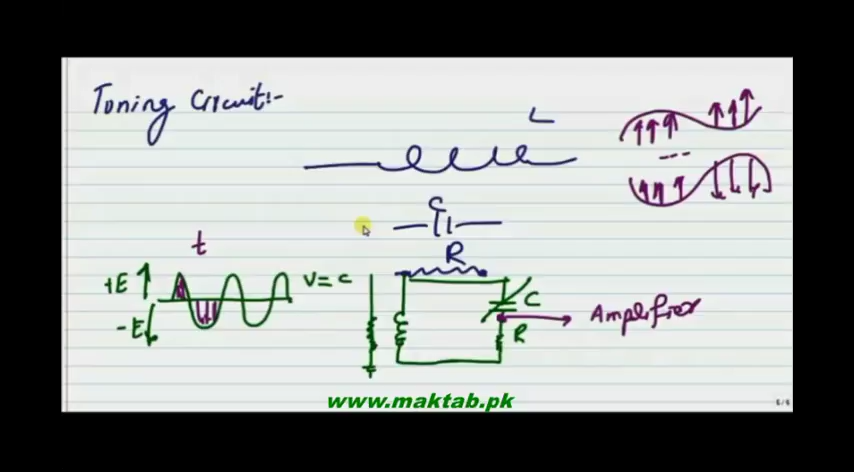 Tuning Circuit:-
L
C
R
t
+E
V = c
-E
C
R
Amplifier
www.maktab.pk